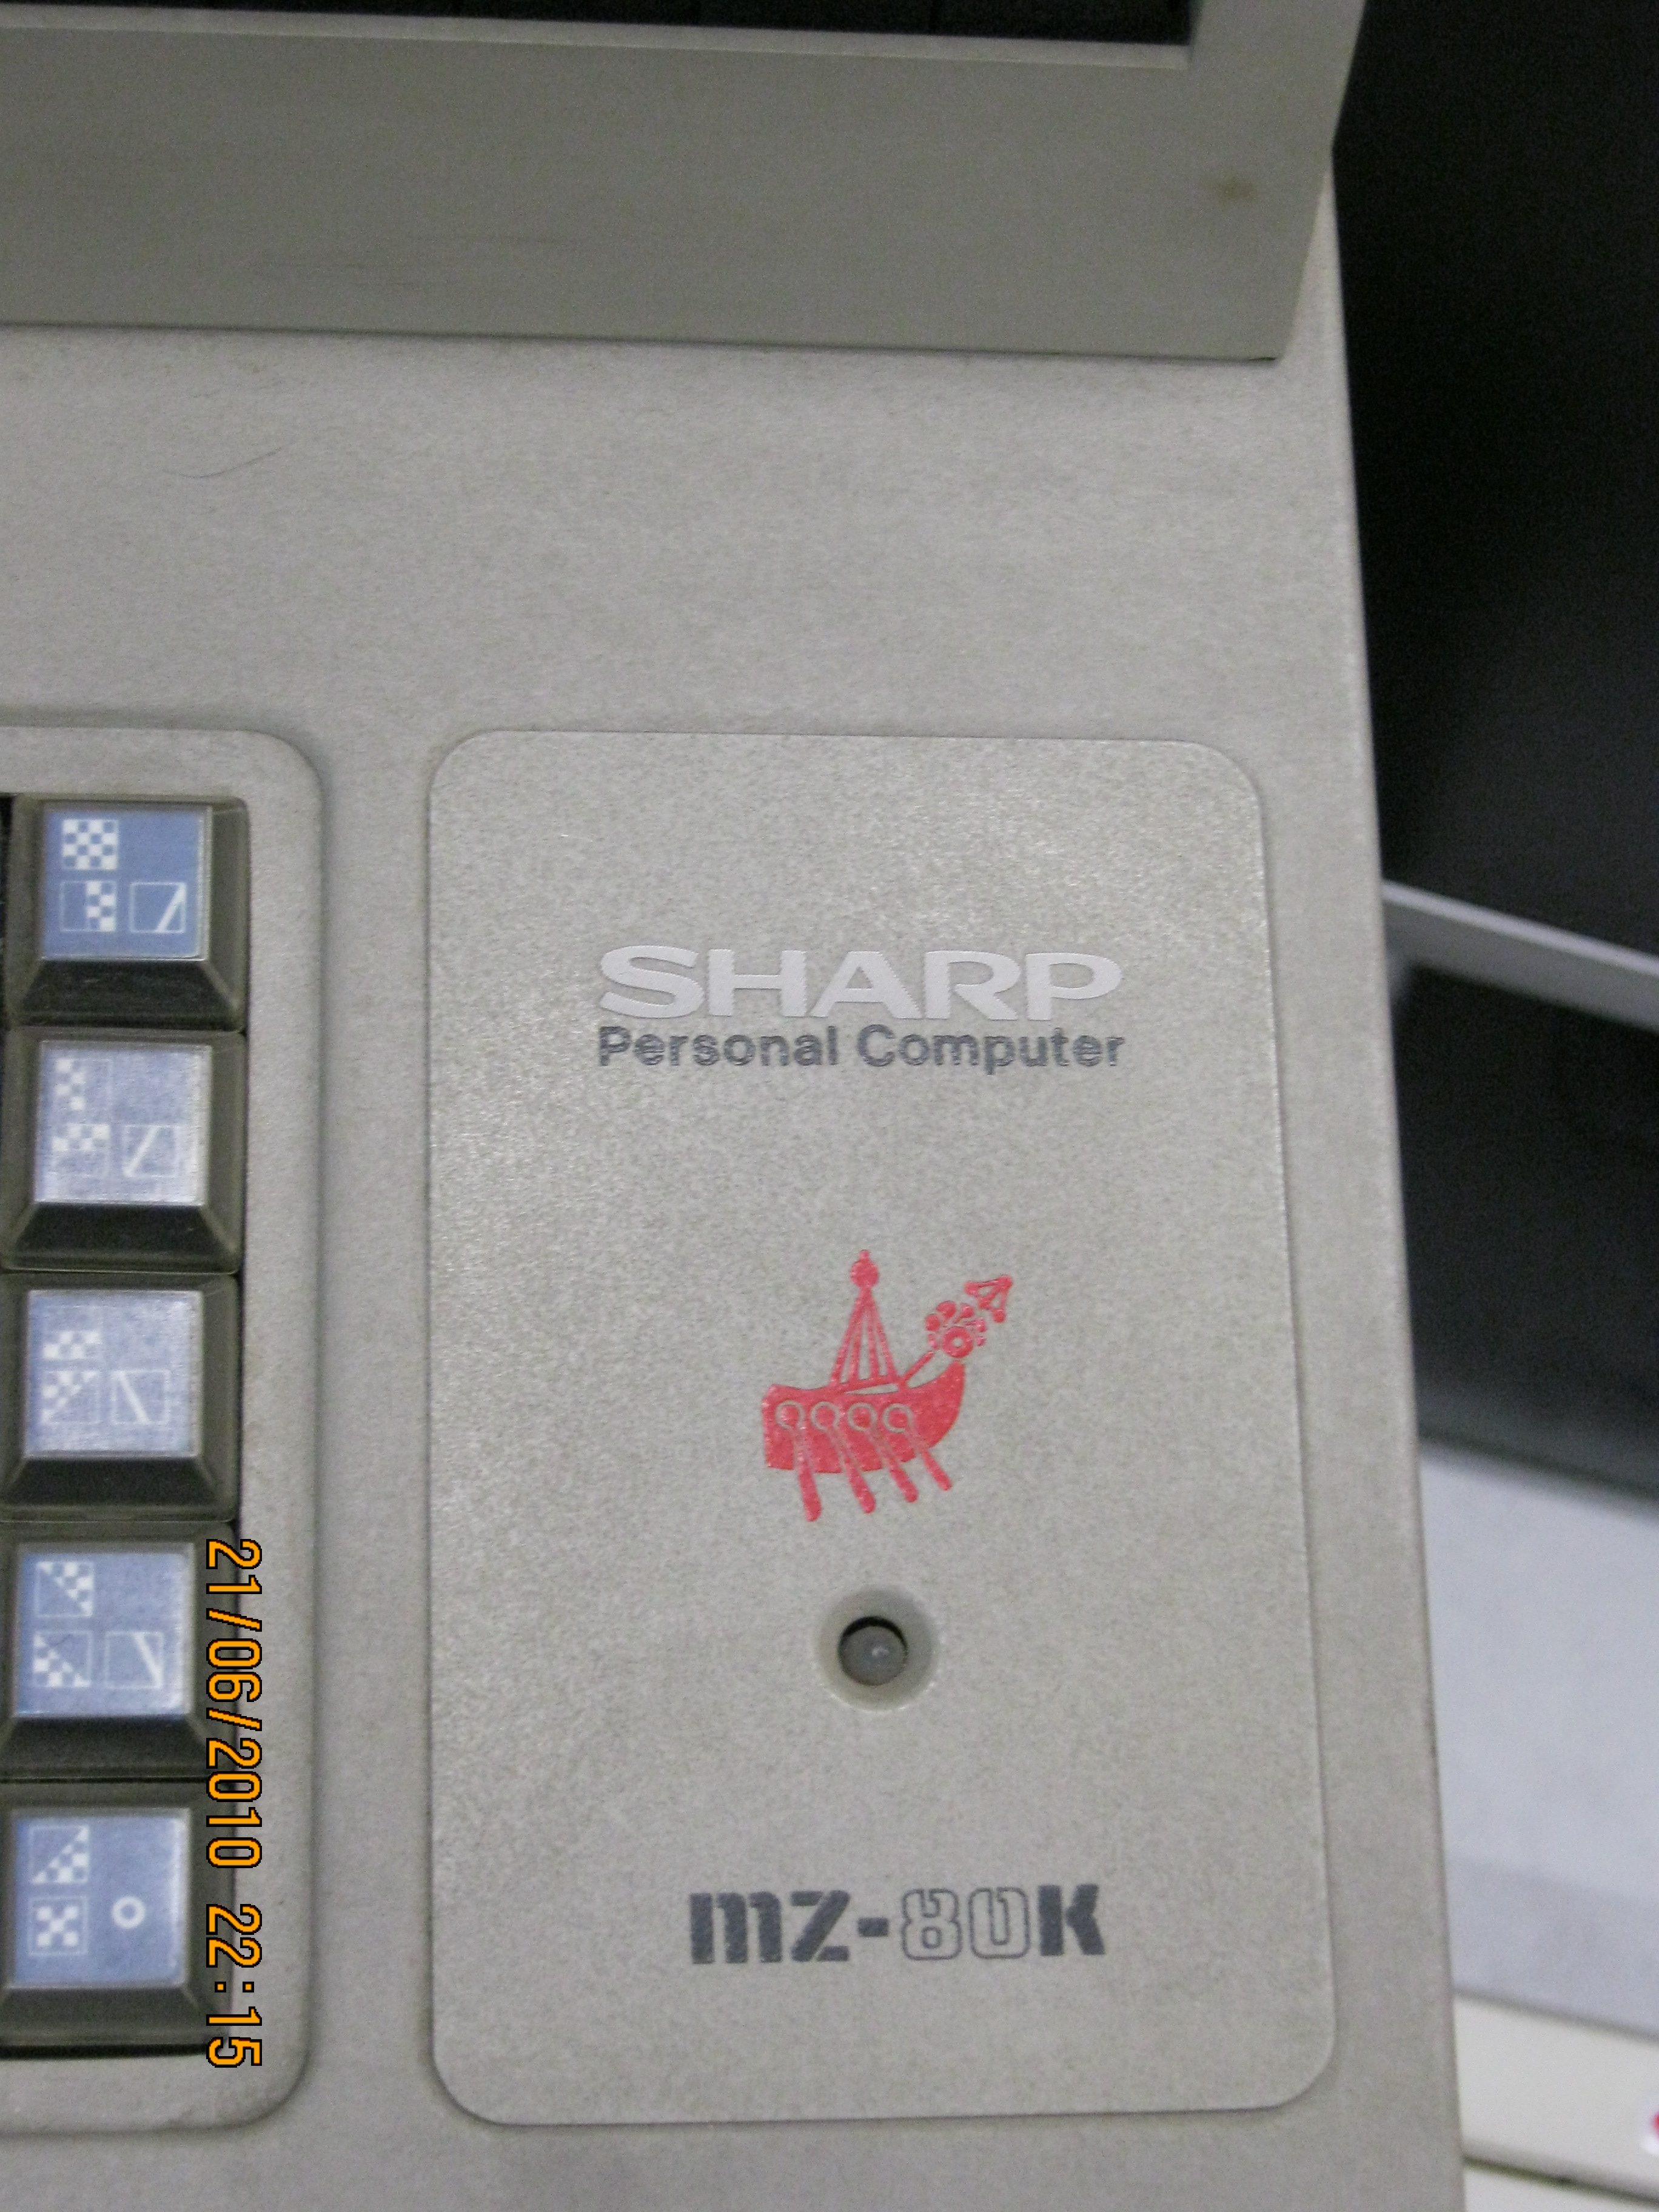 SHARP
Personal Computer
mz-80K
21/06/2010 22:15